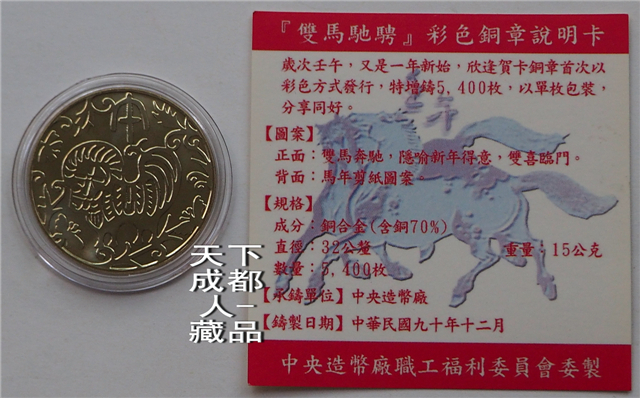 『雙馬馳騁』彩色銅章說明卡
歲次壬午，又是一年新始，欣逢賀卡銅章首次以
彩色方式發行，特增鑄5,400枚，以單枚包裝，
分享同好。
【圖案】
正面：雙馬奔馳，隱喻新年得意，雙喜臨門。
背面：馬年剪紙圖案。
【規格】
成分：銅合金(含銅70%)
直徑：32公釐 重量：15公克
數量：5,400枚
【承鑄單位】中央造幣廠
【鑄製日期】中華民國九十年十二月
中央造幣廠職工福利委員會委製
天下
成都
人－
藏品